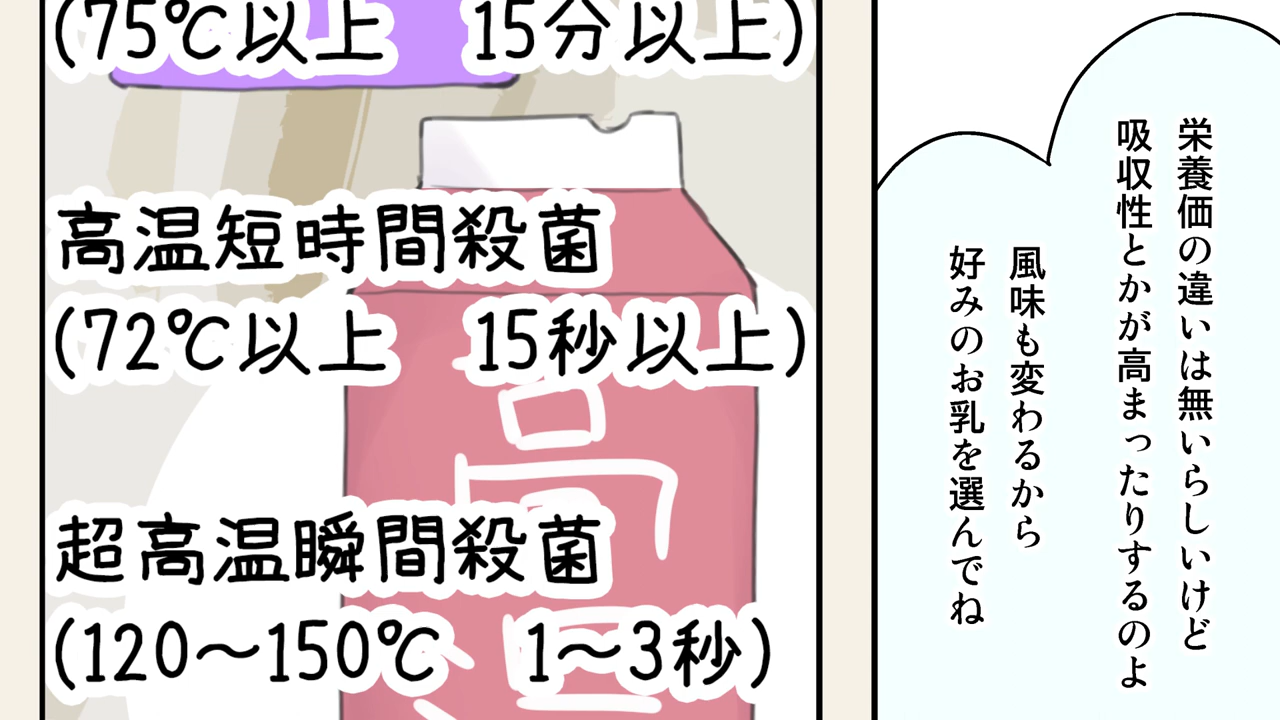 (75℃以上　15分以上)
高温短時間殺菌
(72℃以上　15秒以上)
超高温瞬間殺菌
(120〜150℃　1〜3秒)
高
栄養価の違いは無いらしいけど
吸収性とかが高まったりするのよ
風味も変わるから
好みのお乳を選んでね